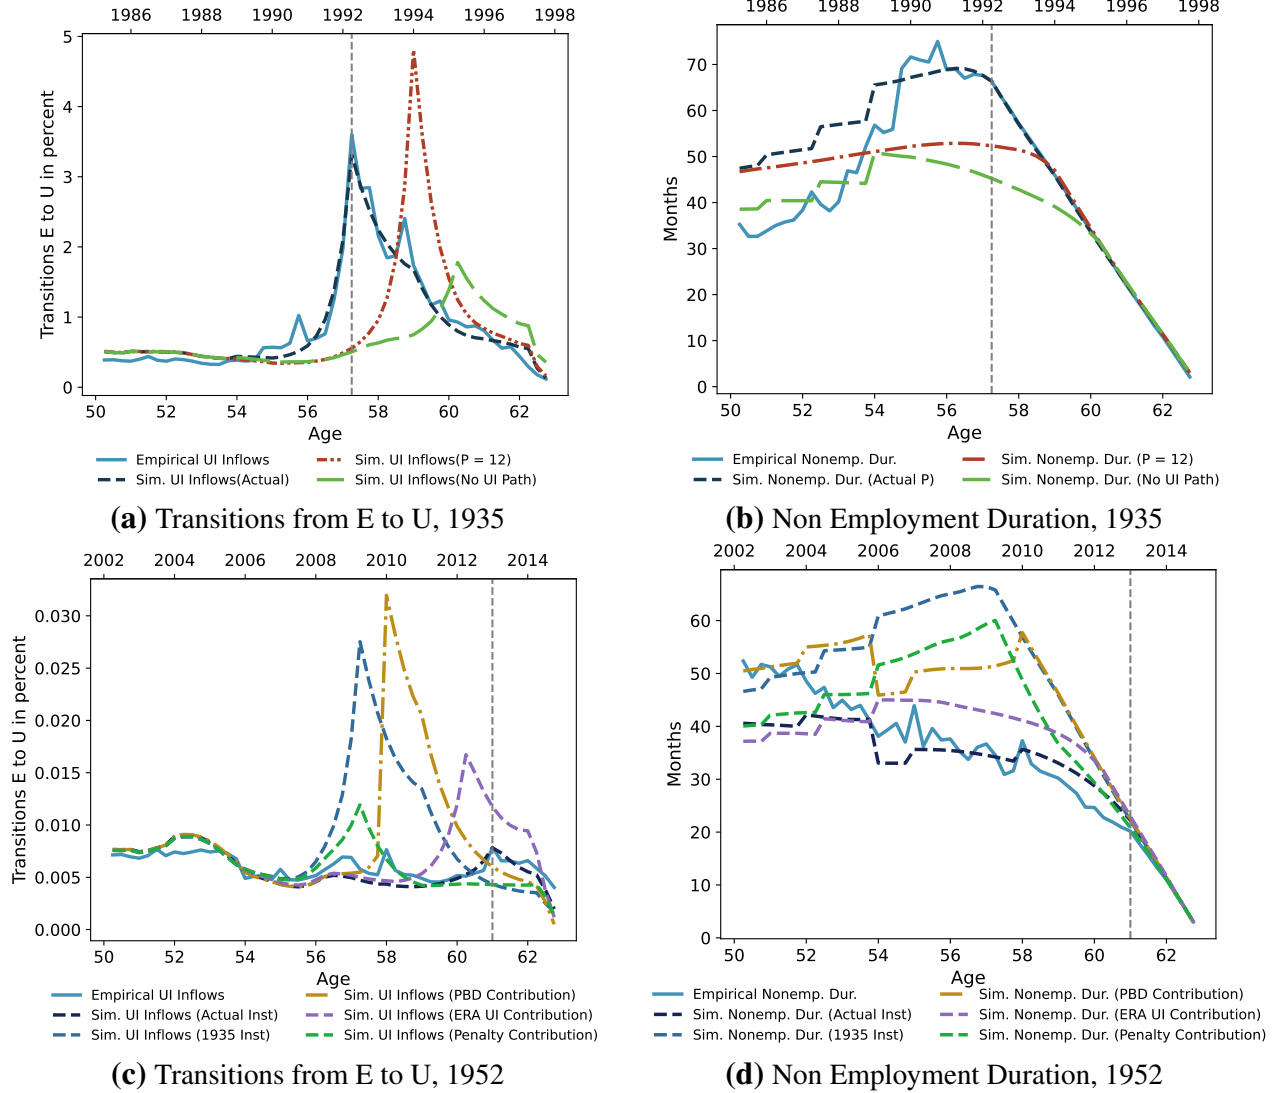 1986 1988 1990 1992 1994 1996 1998
5
4
3
2
1
0
Transitions E to U in percent
50 52 54 56 58 60 62
Age
Empirical UI Inflows
Sim. UI Inflows(Actual)
Sim. UI Inflows(P = 12)
Sim. UI Inflows(No UI Path)
(a) Transitions from E to U, 1935
1986 1988 1990 1992 1994 1996 1998
70
60
50
40
30
20
10
0
Months
50 52 54 56 58 60 62
Age
Empirical Nonemp. Dur.
Sim. Nonemp. Dur. (Actual P)
Sim. Nonemp. Dur. (P = 12)
Sim. Nonemp. Dur. (No UI Path)
(b) Non Employment Duration, 1935
2002 2004 2006 2008 2010 2012 2014
0.030
0.025
0.020
0.015
0.010
0.005
0.000
Transitions E to U in percent
50 52 54 56 58 60 62
Age
Empirical UI Inflows
Sim. UI Inflows (Actual Inst)
Sim. UI Inflows (1935 Inst)
Sim. UI Inflows (PBD Contribution)
Sim. UI Inflows (ERA UI Contribution)
Sim. UI Inflows (Penalty Contribution)
(c) Transitions from E to U, 1952
2002 2004 2006 2008 2010 2012 2014
60
50
40
30
20
10
0
Months
50 52 54 56 58 60 62
Age
Empirical Nonemp. Dur.
Sim. Nonemp. Dur. (Actual Inst)
Sim. Nonemp. Dur. (1935 Inst)
Sim. Nonemp. Dur. (PBD Contribution)
Sim. Nonemp. Dur. (ERA UI Contribution)
Sim. Nonemp. Dur. (Penalty Contribution)
(d) Non Employment Duration, 1952